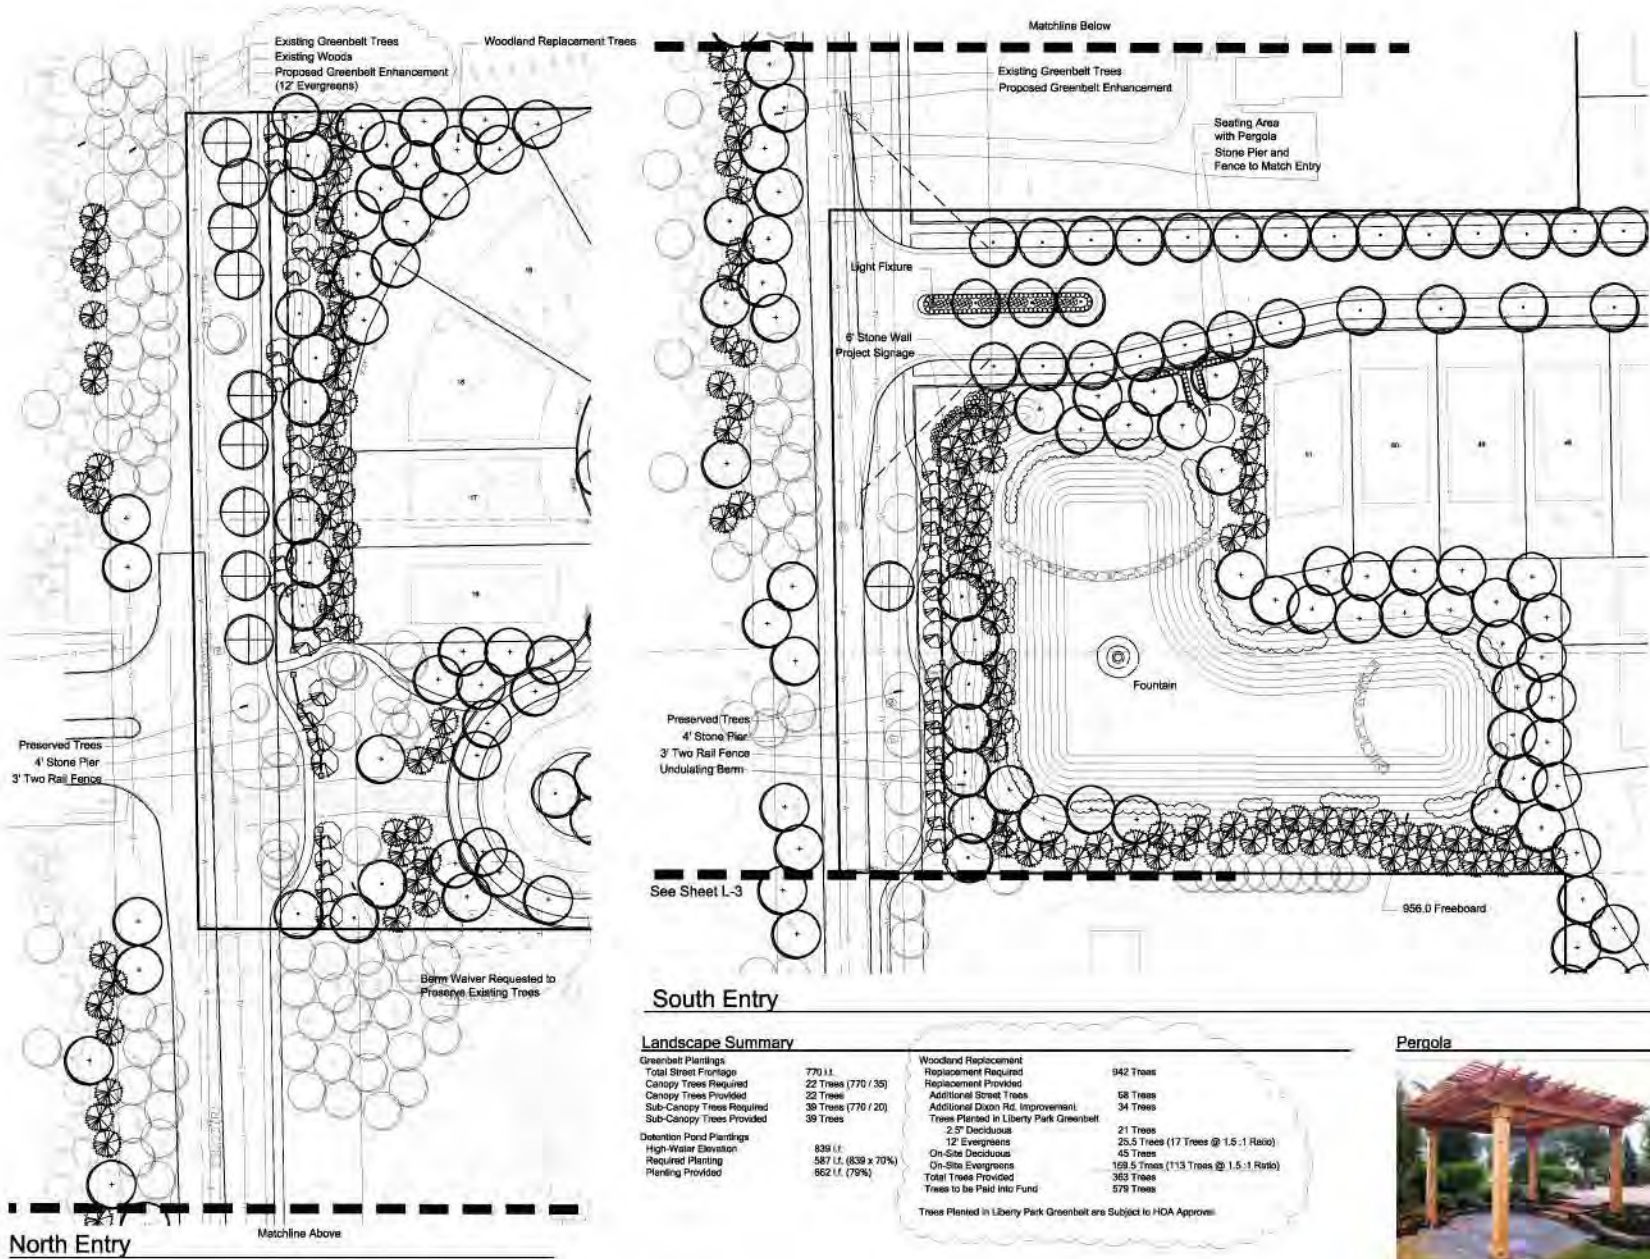 Existing Greenbelt Trees
Existing Woods
Proposed Greenbelt Enhancement
(12' Evergreens)
Woodland Replacement Trees
18
18
17
16
Preserved Trees
4' Stone Pier
3' Two Rail Fence
Berm Waiver Requested to
Preserve Existing Trees
Matchline Above
North Entry
Matchline Below
Existing Greenbelt Trees
Proposed Greenbelt Enhancement
Seating Area
with Pergola
Stone Pier and
Fence to Match Entry
Light Fixture
6' Stone Wall
Project Signage
51
50
49
48
Fountain
Preserved Trees
4' Stone Pier
3' Two Rail Fence
Undulating Berm
See Sheet L-3
956.0 Freeboard
South Entry
Landscape Summary
Greenbelt Plantings
Total Street Frontage 770 l.f.
Canopy Trees Required 22 Trees (770 / 35)
Canopy Trees Provided 22 Trees
Sub-Canopy Trees Required 39 Trees (770 / 20)
Sub-Canopy Trees Provided 39 Trees
Detention Pond Plantings
High-Water Elevation 839 l.f.
Required Planting 587 l.f. (839 x 70%)
Planting Provided 662 l.f. (79%)
Woodland Replacement
Replacement Required 942 Trees
Replacement Provided
Additional Street Trees 68 Trees
Additional Dixon Rd. Improvement 34 Trees
Trees Planted in Liberty Park Greenbelt
2.5" Deciduous 21 Trees
12' Evergreens 25.5 Trees (17 Trees @ 1.5 :1 Ratio)
On-Site Deciduous 45 Trees
On-Site Evergreens 169.5 Trees (113 Trees @ 1.5 :1 Ratio)
Total Trees Provided 363 Trees
Trees to be Paid into Fund 579 Trees
Trees Planted in Liberty Park Greenbelt are Subject to HOA Approval
Pergola